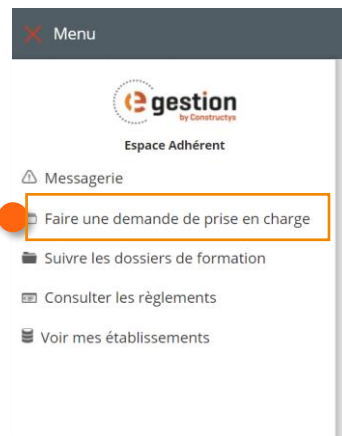 Menu
e gestion
by Constructys
Espace Adhérent
Messagerie
Faire une demande de prise en charge
Suivre les dossiers de formation
Consulter les règlements
Voir mes établissements